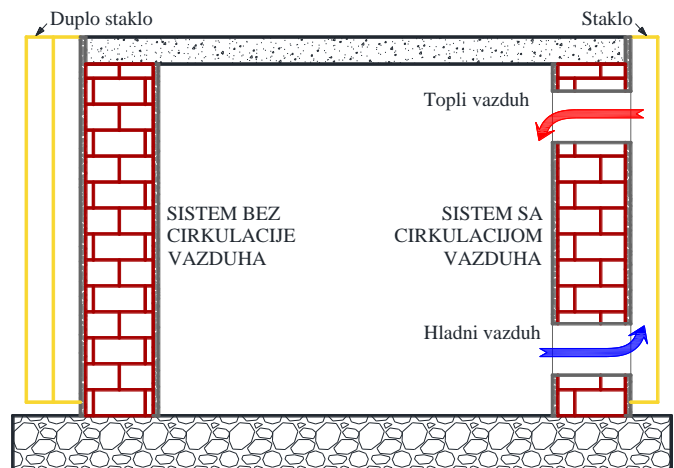 Duplo staklo
Staklo
Topli vazduh
SISTEM BEZ
CIRKULACIJE
VAZDUHA
SISTEM SA
CIRKULACIJOM
VAZDUHA
Hladni vazduh